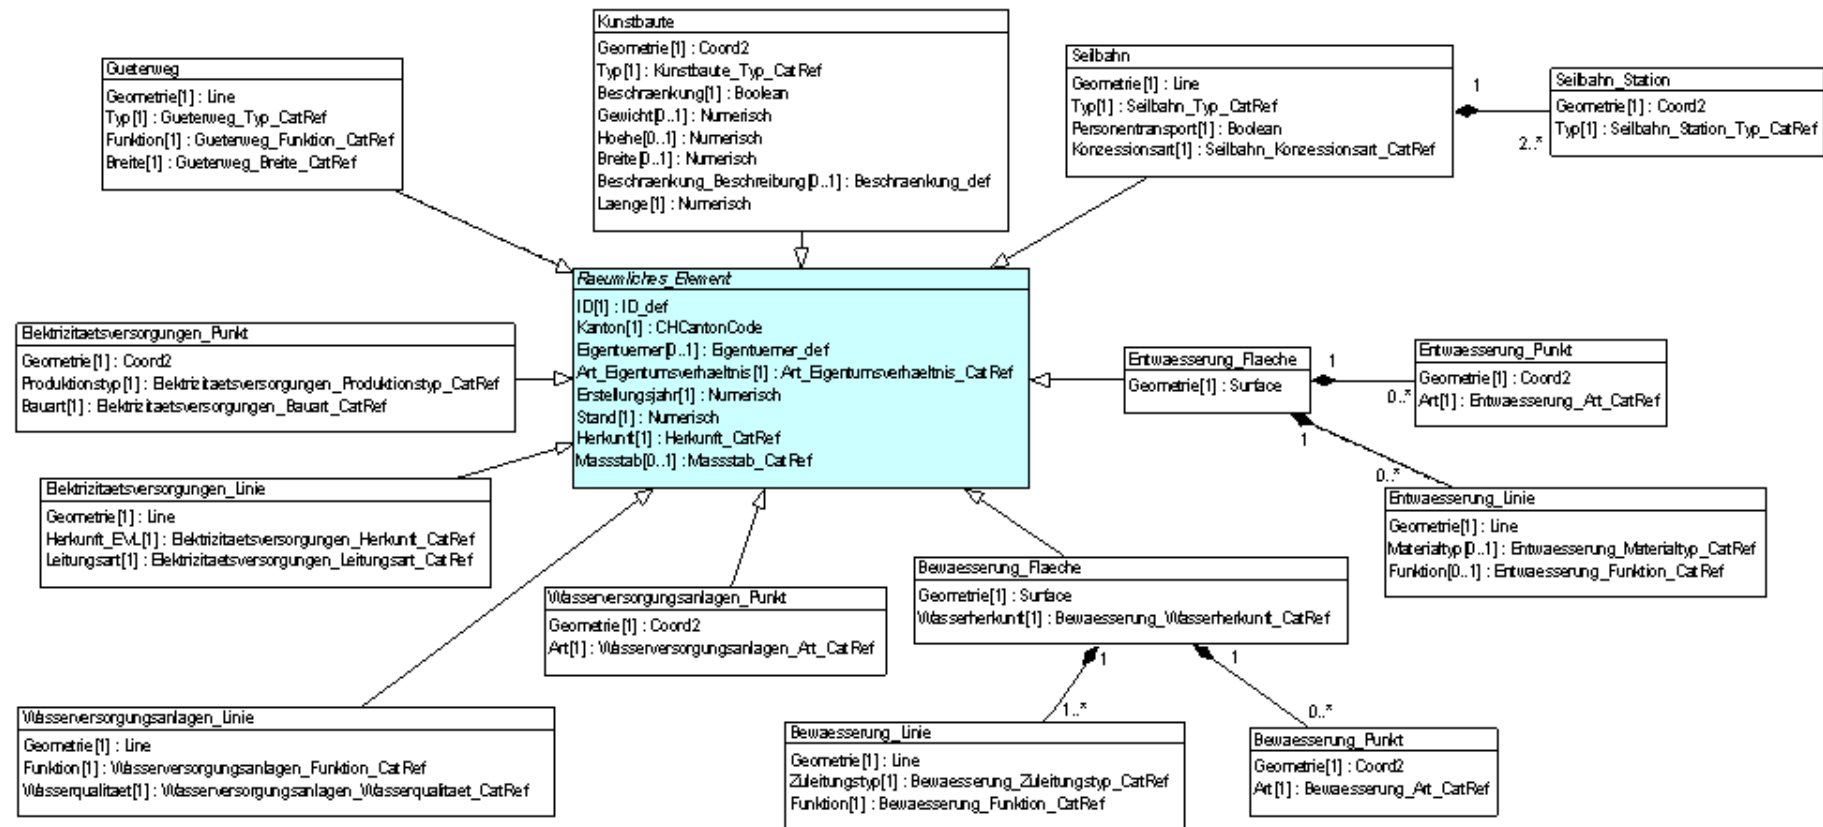 Kunstbaute
Geometrie[1] : Coord2
Typ[1] : Kunstbaute_Typ_CatRef
Beschraenkung[1] : Boolean
Gewicht[0..1] : Numerisch
Hoehe[0..1] : Numerisch
Breite[0..1] : Numerisch
Beschraenkung_Beschreibung[0..1] : Beschraenkung_def
Laenge[1] : Numerisch
Gueterweg
Geometrie[1] : Line
Typ[1] : Gueterweg_Typ_CatRef
Funktion[1] : Gueterweg_Funktion_CatRef
Breite[1] : Gueterweg_Breite_CatRef
Seilbahn
Geometrie[1] : Line
Typ[1] : Seilbahn_Typ_CatRef
Personentransport[1] : Boolean
Konzessionsart[1] : Seilbahn_Konzessionsart_CatRef
1
2..*
Seilbahn_Station
Geometrie[1] : Coord2
Typ[1] : Seilbahn_Station_Typ_CatRef
Raeumliches_Element
ID[1] : ID_def
Kanton[1] : CHCantonCode
Eigentuemer[0..1] : Eigentuemer_def
Art_Eigentumsverhaeltnis[1] : Art_Eigentumsverhaeltnis_CatRef
Erstellungsjahr[1] : Numerisch
Stand[1] : Numerisch
Herkunft[1] : Herkunft_CatRef
Massstab[0..1] : Massstab_CatRef
Elektrizitaetsversorgungen_Punkt
Geometrie[1] : Coord2
Produktionstyp[1] : Elektrizitaetsversorgungen_Produktionstyp_CatRef
Bauart[1] : Elektrizitaetsversorgungen_Bauart_CatRef
Entwaesserung_Flaeche
Geometrie[1] : Surface
1
0..*
Entwaesserung_Punkt
Geometrie[1] : Coord2
Art[1] : Entwaesserung_Art_CatRef
1
0..*
Entwaesserung_Linie
Geometrie[1] : Line
Materialtyp[0..1] : Entwaesserung_Materialtyp_CatRef
Funktion[0..1] : Entwaesserung_Funktion_CatRef
Elektrizitaetsversorgungen_Linie
Geometrie[1] : Line
Herkunft_EVL[1] : Elektrizitaetsversorgungen_Herkunft_CatRef
Leitungsart[1] : Elektrizitaetsversorgungen_Leitungsart_CatRef
Wasserversorgungsanlagen_Punkt
Geometrie[1] : Coord2
Art[1] : Wasserversorgungsanlagen_Art_CatRef
Bewaesserung_Flaeche
Geometrie[1] : Surface
Wasserherkunft[1] : Bewaesserung_Wasserherkunft_CatRef
1
1
1..*
0..*
Wasserversorgungsanlagen_Linie
Geometrie[1] : Line
Funktion[1] : Wasserversorgungsanlagen_Funktion_CatRef
Wasserqualitaet[1] : Wasserversorgungsanlagen_Wasserqualitaet_CatRef
Bewaesserung_Linie
Geometrie[1] : Line
Zuleitungstyp[1] : Bewaesserung_Zuleitungstyp_CatRef
Funktion[1] : Bewaesserung_Funktion_CatRef
Bewaesserung_Punkt
Geometrie[1] : Coord2
Art[1] : Bewaesserung_Art_CatRef